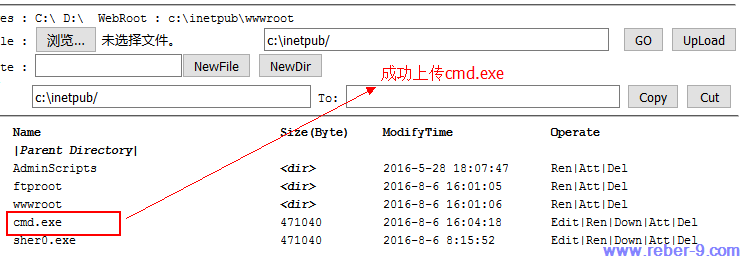 es : C:\ D:\ WebRoot : c:\inetpub\wwwroot
le : 浏览... 未选择文件。 c:\inetpub/ GO UpLoad
te : NewFile NewDir
成功上传cmd.exe
c:\inetpub/ To: Copy Cut
Name Size(Byte) ModifyTime Operate
|Parent Directory|
AdminScripts <dir> 2016-5-28 18:07:47 Ren|Att|Del
ftproot <dir> 2016-8-6 16:01:05 Ren|Att|Del
wwwroot <dir> 2016-8-6 16:01:06 Ren|Att|Del
cmd.exe 471040 2016-8-6 16:04:18 Edit|Ren|Down|Att|Del
sher0.exe 471040 2016-8-6 8:15:52 Edit|Ren|Down|Att|Del
www.reber-9.com